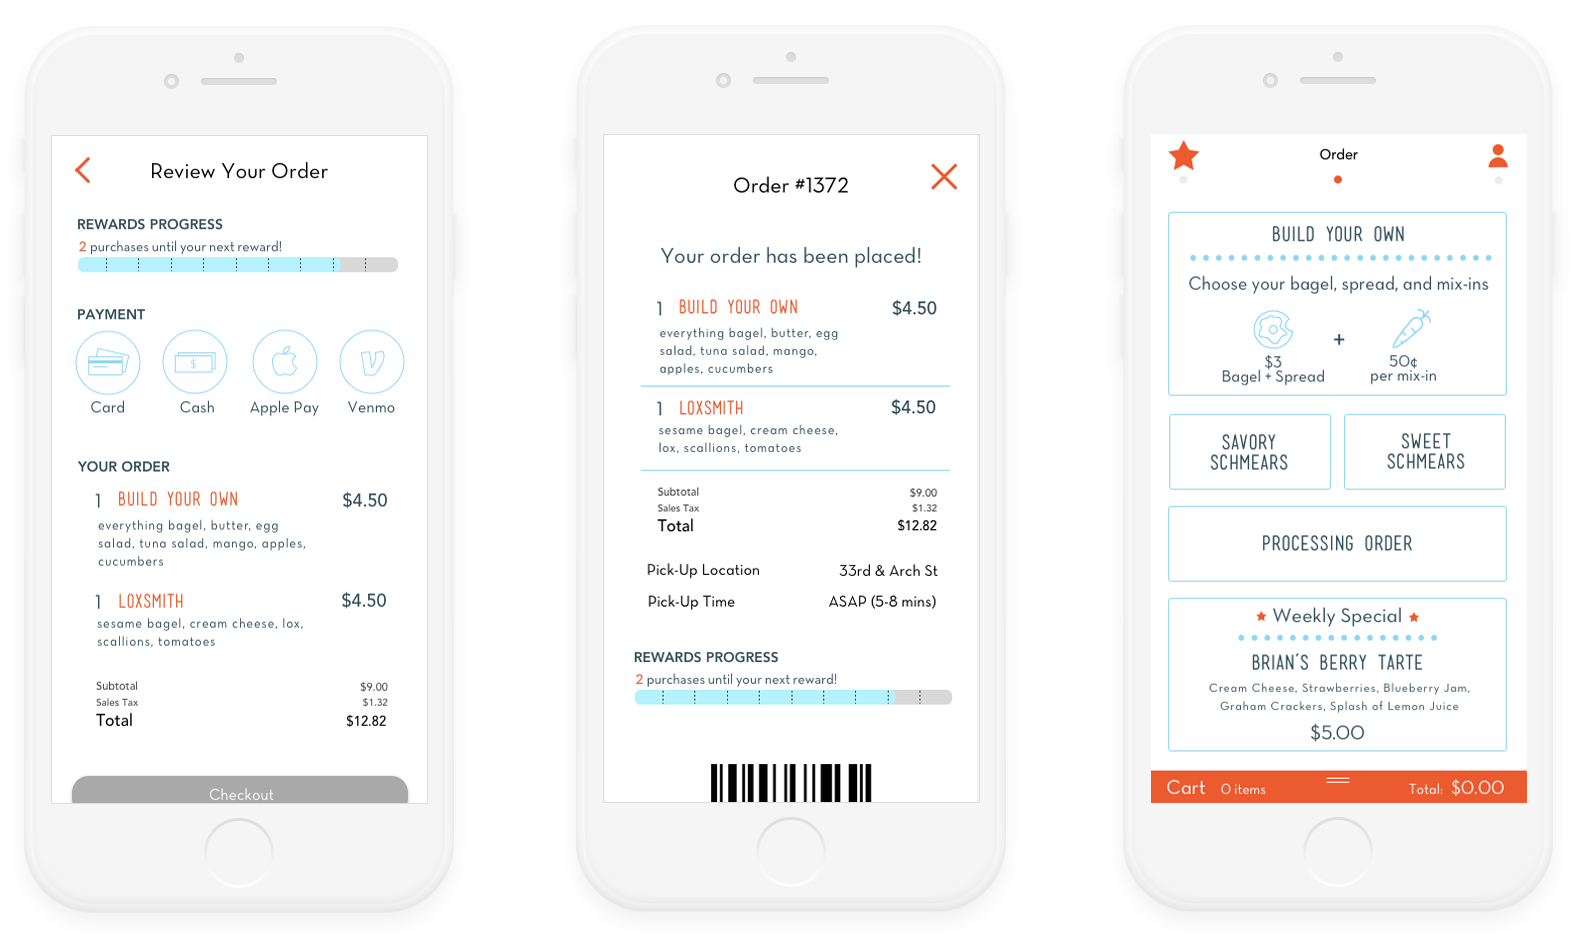 Review Your Order
REWARDS PROGRESS
2 purchases until your next reward!
PAYMENT
$
Card
Cash
Apple Pay
Venmo
YOUR ORDER
1 BUILD YOUR OWN $4.50
everything bagel, butter, egg
salad, tuna salad, mango, apples,
cucumbers
1 LOXSMITH $4.50
sesame bagel, cream cheese, lox,
scallions, tomatoes
Subtotal $9.00
Sales Tax $1.32
Total $12.82
Checkout
Order #1372
Your order has been placed!
1 BUILD YOUR OWN $4.50
everything bagel, butter, egg
salad, tuna salad, mango,
apples, cucumbers
1 LOXSMITH $4.50
sesame bagel, cream cheese,
lox, scallions, tomatoes
Subtotal $9.00
Sales Tax $1.32
Total $12.82
Pick-Up Location 33rd & Arch St
Pick-Up Time ASAP (5-8 mins)
REWARDS PROGRESS
2 purchases until your next reward!
Order
BUILD YOUR OWN
Choose your bagel, spread, and mix-ins
+
$3
Bagel + Spread
50¢
per mix-in
SAVORY
SCHMEARS
SWEET
SCHMEARS
PROCESSING ORDER
Weekly Special
BRIAN'S BERRY TARTE
Cream Cheese, Strawberries, Blueberry Jam,
Graham Crackers, Splash of Lemon Juice
$5.00
Cart 0 items Total: $0.00